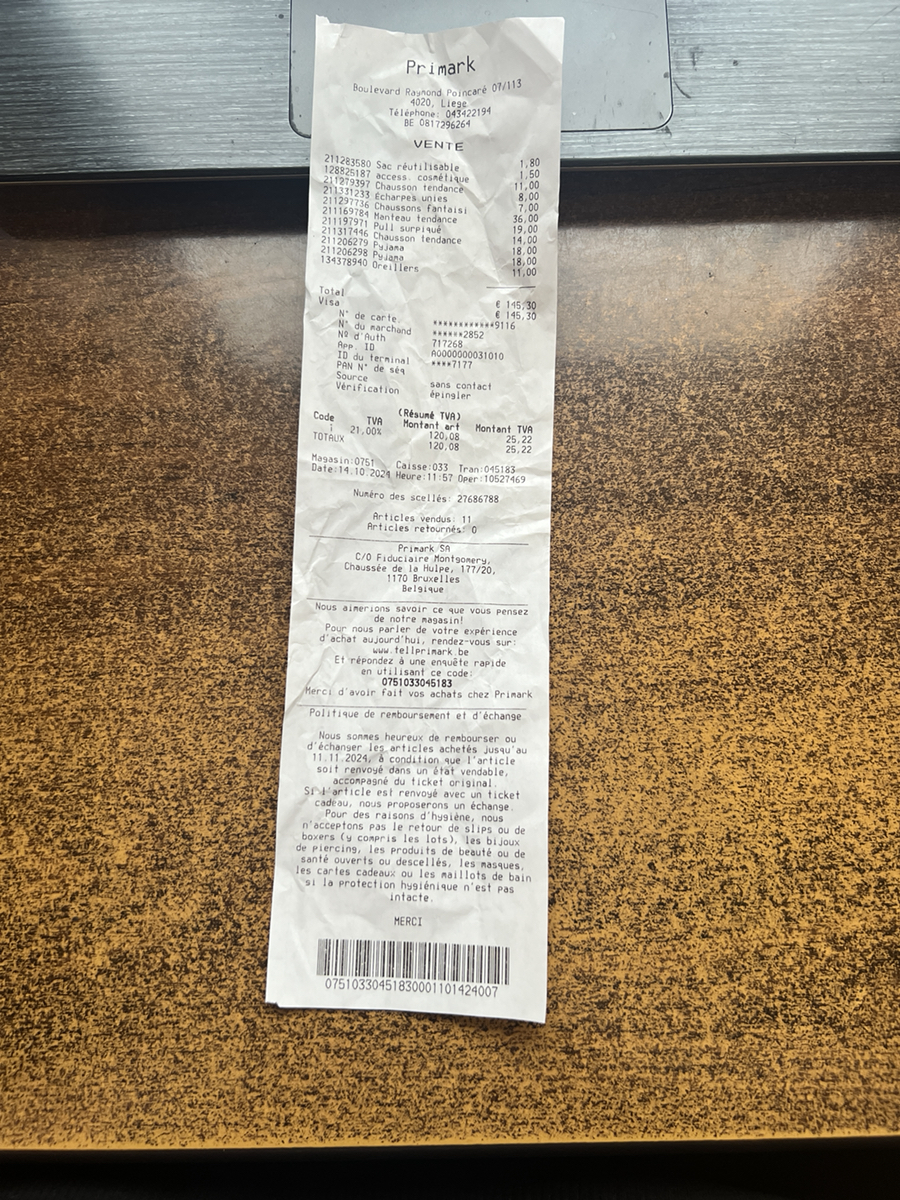 Primark
Boulevard Raymond Poincaré 07/113
4020, Liege
Téléphone: 043422194
BE 0817296264
VENTE
211283580 Sac réutilisable 1,80
128825187 access. cosmétique 1,50
211279397 Chausson tendance 11,00
211331233 Écharpes unies 8,00
211297736 Chaussons fantaisi 7,00
211169784 Manteau tendance 36,00
211197971 Pull surpiqué 19,00
211317446 Chausson tendance 14,00
211206279 Pyjama 18,00
211206298 Pyjama 18,00
134378940 Oreillers 11,00
Total € 145,30
Visa € 145,30
N° de carte ************9116
N° du marchand ******2852
Nº d'Auth 717268
App. ID A0000000031010
ID du terminal ****7177
PAN N° de séq
Source sans contact
Vérification épingler
(Résumé TVA)
Code TVA Montant art Montant TVA
1 21,00% 120,08 25,22
TOTAUX 120,08 25,22
Magasin:0751 Caisse:033 Tran:045183
Date:14.10.2024 Heure:11:57 Oper:10527469
Numéro des scellés: 27686788
Articles vendus: 11
Articles retournés: 0
Primark SA
C/O Fiduciaire Montgomery,
Chaussée de la Hulpe, 177/20,
1170 Bruxelles
Belgique
Nous aimerions savoir ce que vous pensez
de notre magasin!
Pour nous parler de votre expérience
d'achat aujourd'hui, rendez-vous sur:
www.tellprimark.be
Et répondez à une enquête rapide
en utilisant ce code:
0751033045183
Merci d'avoir fait vos achats chez Primark
Politique de remboursement et d'échange
Nous sommes heureux de rembourser ou
d'échanger les articles achetés jusqu'au
11.11.2024, à condition que l'article
soit renvoyé dans un état vendable,
accompagné du ticket original.
Si l'article est renvoyé avec un ticket
cadeau, nous proposerons un échange.
Pour des raisons d'hygiène, nous
n'acceptons pas le retour de slips ou de
boxers (y compris les lots), les bijoux
de piercing, les produits de beauté ou de
santé ouverts ou descellés, les masques,
les cartes cadeaux ou les maillots de bain
si la protection hygiénique n'est pas
intacte.
MERCI
07510330451830001101424007